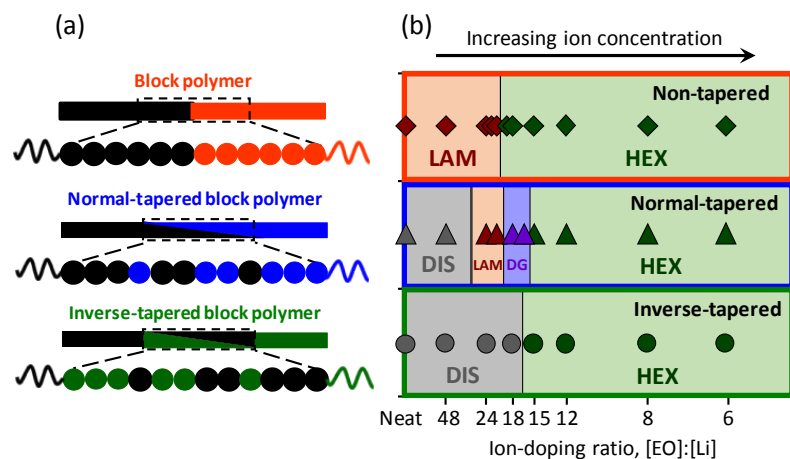 (a)
Block polymer
Normal-tapered block polymer
Inverse-tapered block polymer
(b)
Increasing ion concentration
Non-tapered
LAM
HEX
Normal-tapered
DIS
LAM
DG
HEX
Inverse-tapered
DIS
HEX
Neat 48 24 18 15 12 8 6
Ion-doping ratio, [EO]:[Li]